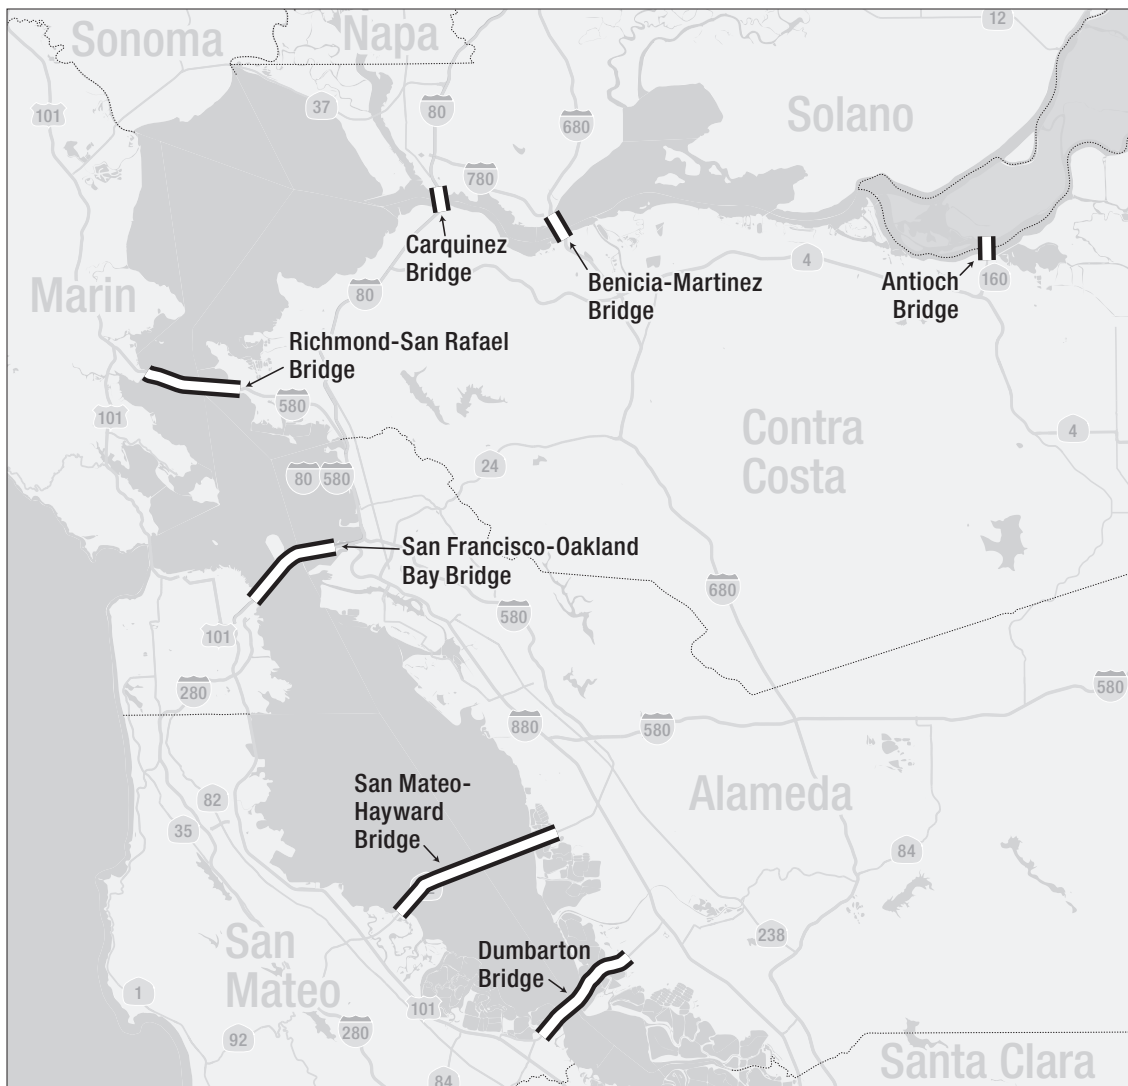 Sonoma
Napa
12
101
37
80
680
Solano
780
Carquinez
Bridge
Benicia-Martinez
Bridge
4
Antioch
Bridge
160
Marin
80
Richmond-San Rafael
Bridge
580
101
Contra
Costa
4
24
80
580
San Francisco-Oakland
Bay Bridge
680
580
101
280
580
880
580
San Mateo-
Hayward
Bridge
Alameda
82
35
84
San
Mateo
238
Dumbarton
Bridge
1
101
92
280
84
Santa Clara